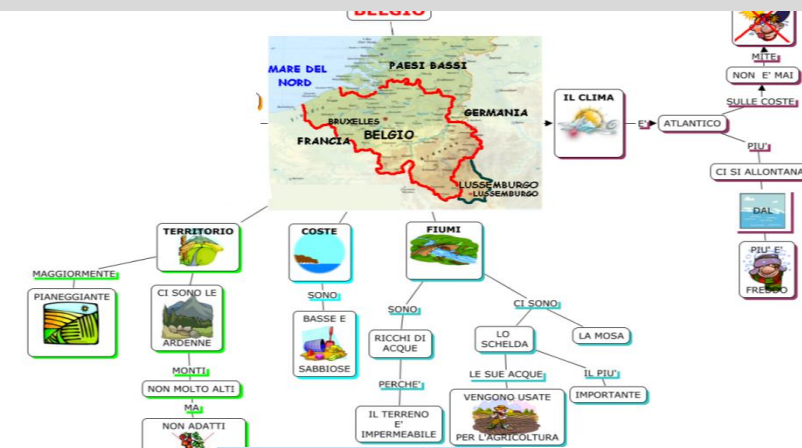 BELGIO
MARE DEL
NORD
PAESI BASSI
GERMANIA
BRUXELLES
BELGIO
FRANCIA
LUSSEMBURGO
LUSSEMBURGO
IL CLIMA
E'
ATLANTICO
SULLE COSTE
NON E' MAI
MITE
PIU'
CI SI ALLONTANA
DAL
PIU' E'
FREDDO
TERRITORIO
MAGGIORMENTE
PIANEGGIANTE
CI SONO LE
ARDENNE
MONTI
NON MOLTO ALTI
MA
NON ADATTI
COSTE
SONO
BASSE E
SABBIOSE
FIUMI
SONO
RICCHI DI
ACQUE
PERCHE'
IL TERRENO
E'
IMPERMEABILE
CI SONO
LO
SCHELDA
LA MOSA
LE SUE ACQUE
VENGONO USATE
PER L'AGRICOLTURA
IL PIU'
IMPORTANTE